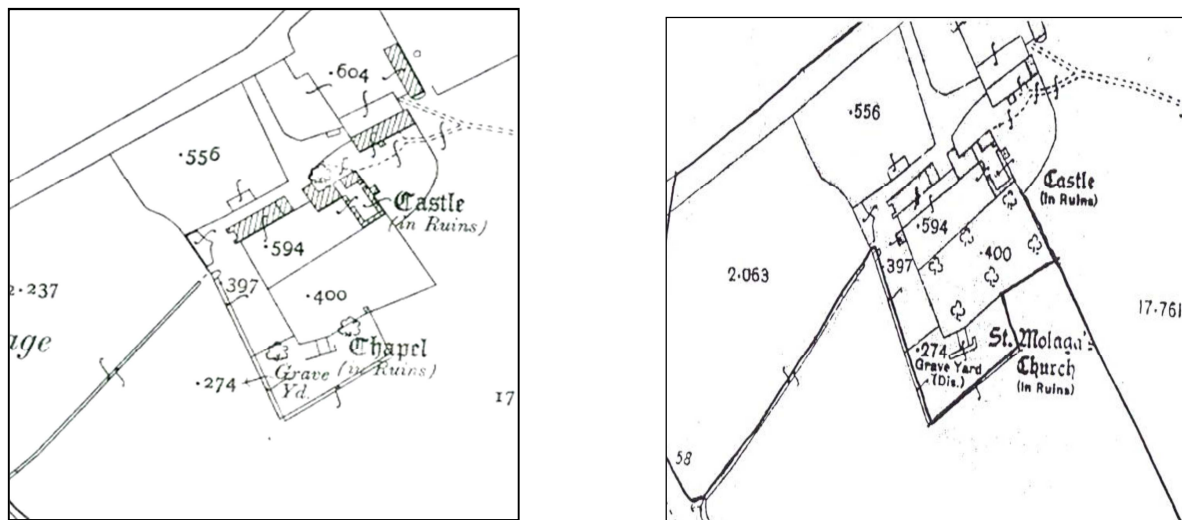 ·604
·556
Castle
(In Ruins)
·594
2·237
·397
·400
age
Chapel
(In Ruins)
·274
Grave
Yd.
17
·556
Castle
(In Ruins)
·594
·397
·400
2·063
17·761
St. Molaga's
Church
(In Ruins)
·274
Grave Yard
(Dis.)
58